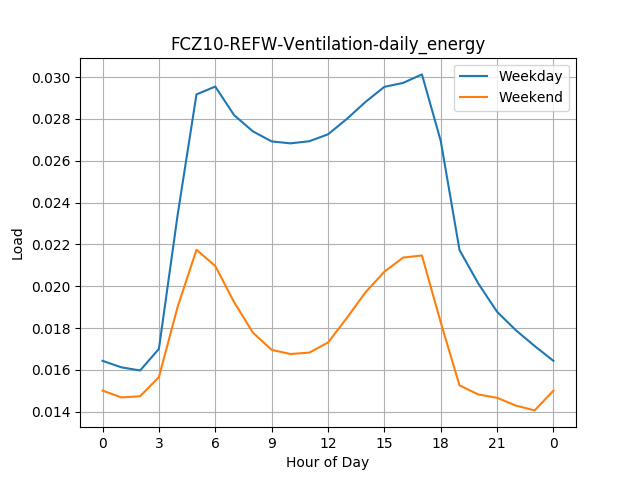 FCZ10-REFW-Ventilation-daily_energy
Weekday
Weekend
0.030
0.028
0.026
0.024
0.022
0.020
0.018
0.016
0.014
Load
0 3 6 9 12 15 18 21 0
Hour of Day